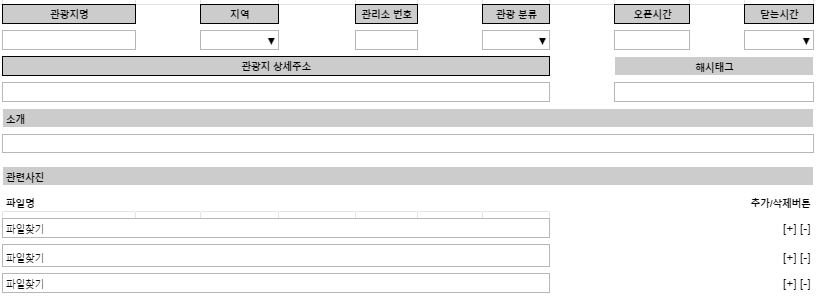 관광지명 지역 관리소 번호 관광 분류 오픈시간 닫는시간
▼ ▼ ▼
관광지 상세주소 해시태그
소개
관련사진
파일명 추가/삭제버튼
파일찾기 [+] [-]
파일찾기 [+] [-]
파일찾기 [+] [-]